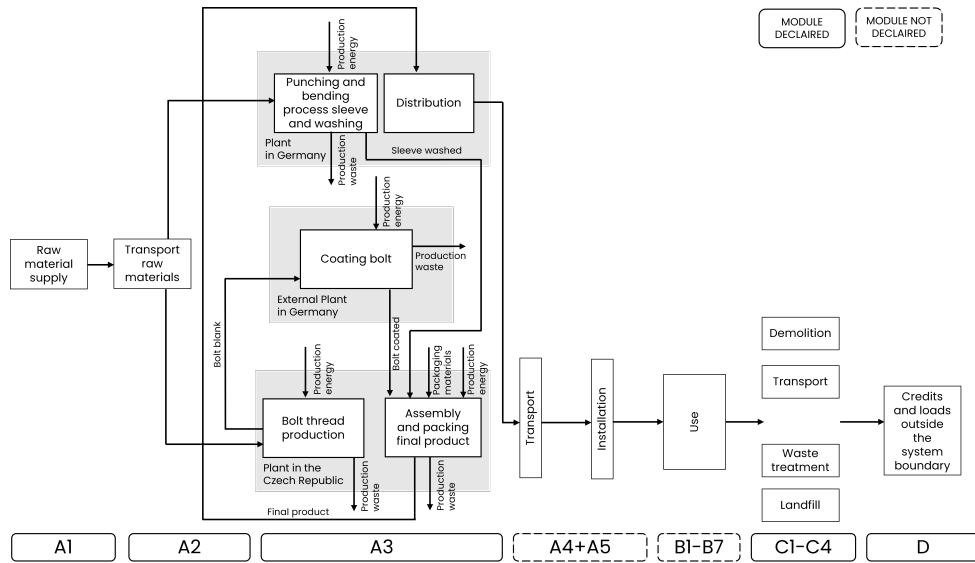 MODULE
DECLAIRED
MODULE NOT
DECLAIRED
Production
energy
Punching and
bending
process sleeve
and washing
Distribution
Plant
in Germany
Production
waste
Sleeve washed
Production
energy
Raw
material
supply
Transport
raw
materials
Coating bolt
Production
waste
External Plant
in Germany
Bolt blank
Bolt coated
Production
energy
Packaging
materials
Production
energy
Bolt thread
production
Assembly
and packing
final product
Plant in the
Czech Republic
Production
waste
Production
waste
Final product
Transport
Installation
Use
Demolition
Transport
Waste
treatment
Landfill
Credits
and loads
outside
the
system
boundary
A1
A2
A3
A4+A5
B1-B7
C1-C4
D